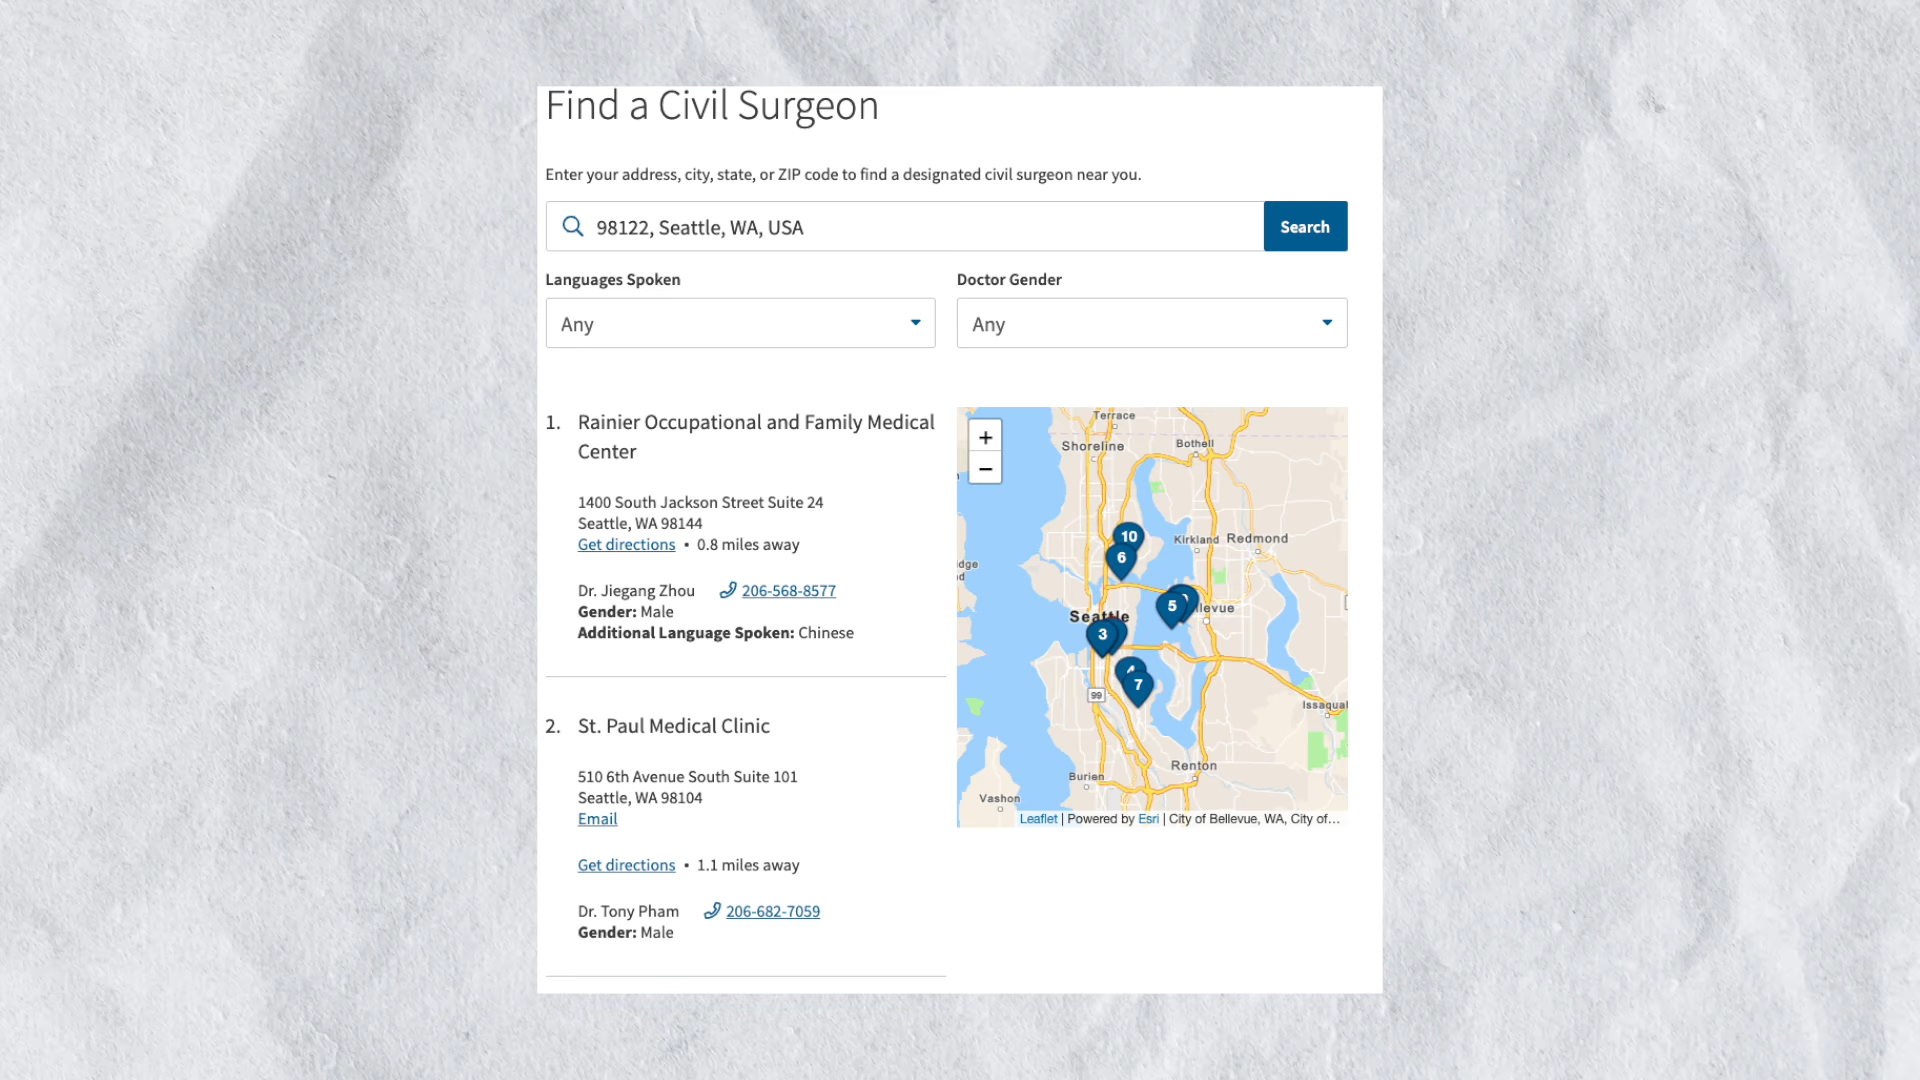 Find a Civil Surgeon
Enter your address, city, state, or ZIP code to find a designated civil surgeon near you.
98122, Seattle, WA, USA
Search
Languages Spoken
Doctor Gender
Any
Any
1. Rainier Occupational and Family Medical
Center
1400 South Jackson Street Suite 24
Seattle, WA 98144
Get directions • 0.8 miles away
Dr. Jiegang Zhou 206-568-8577
Gender: Male
Additional Language Spoken: Chinese
2. St. Paul Medical Clinic
510 6th Avenue South Suite 101
Seattle, WA 98104
Email
Get directions • 1.1 miles away
Dr. Tony Pham 206-682-7059
Gender: Male
+
−
Terrace
Shoreline
Bothell
10
6
Kirkland
Redmond
dge
d
5
llevue
Seattle
3
4
7
99
Issaqua
Renton
Burien
Vashon
Leaflet | Powered by Esri | City of Bellevue, WA, City of...